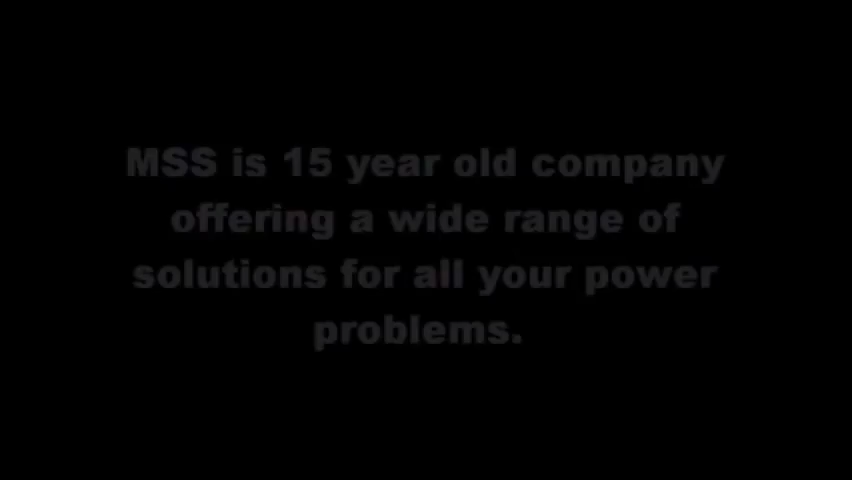 MSS is 15 year old company
offering a wide range of
solutions for all your power
problems.